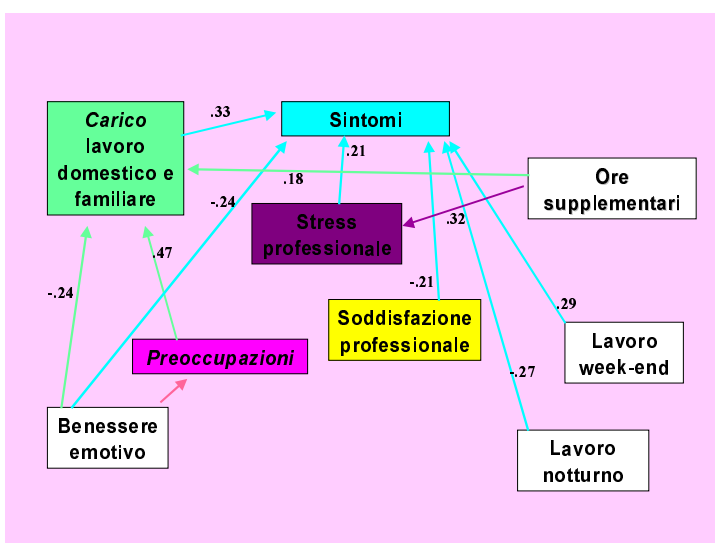 Carico
lavoro
domestico e
familiare
.33
Sintomi
.21
.18
-.24
Ore
supplementari
Stress
professionale
.32
.47
-.24
-.21
Soddisfazione
professionale
.29
Lavoro
week-end
Preoccupazioni
-.27
Benessere
emotivo
Lavoro
notturno